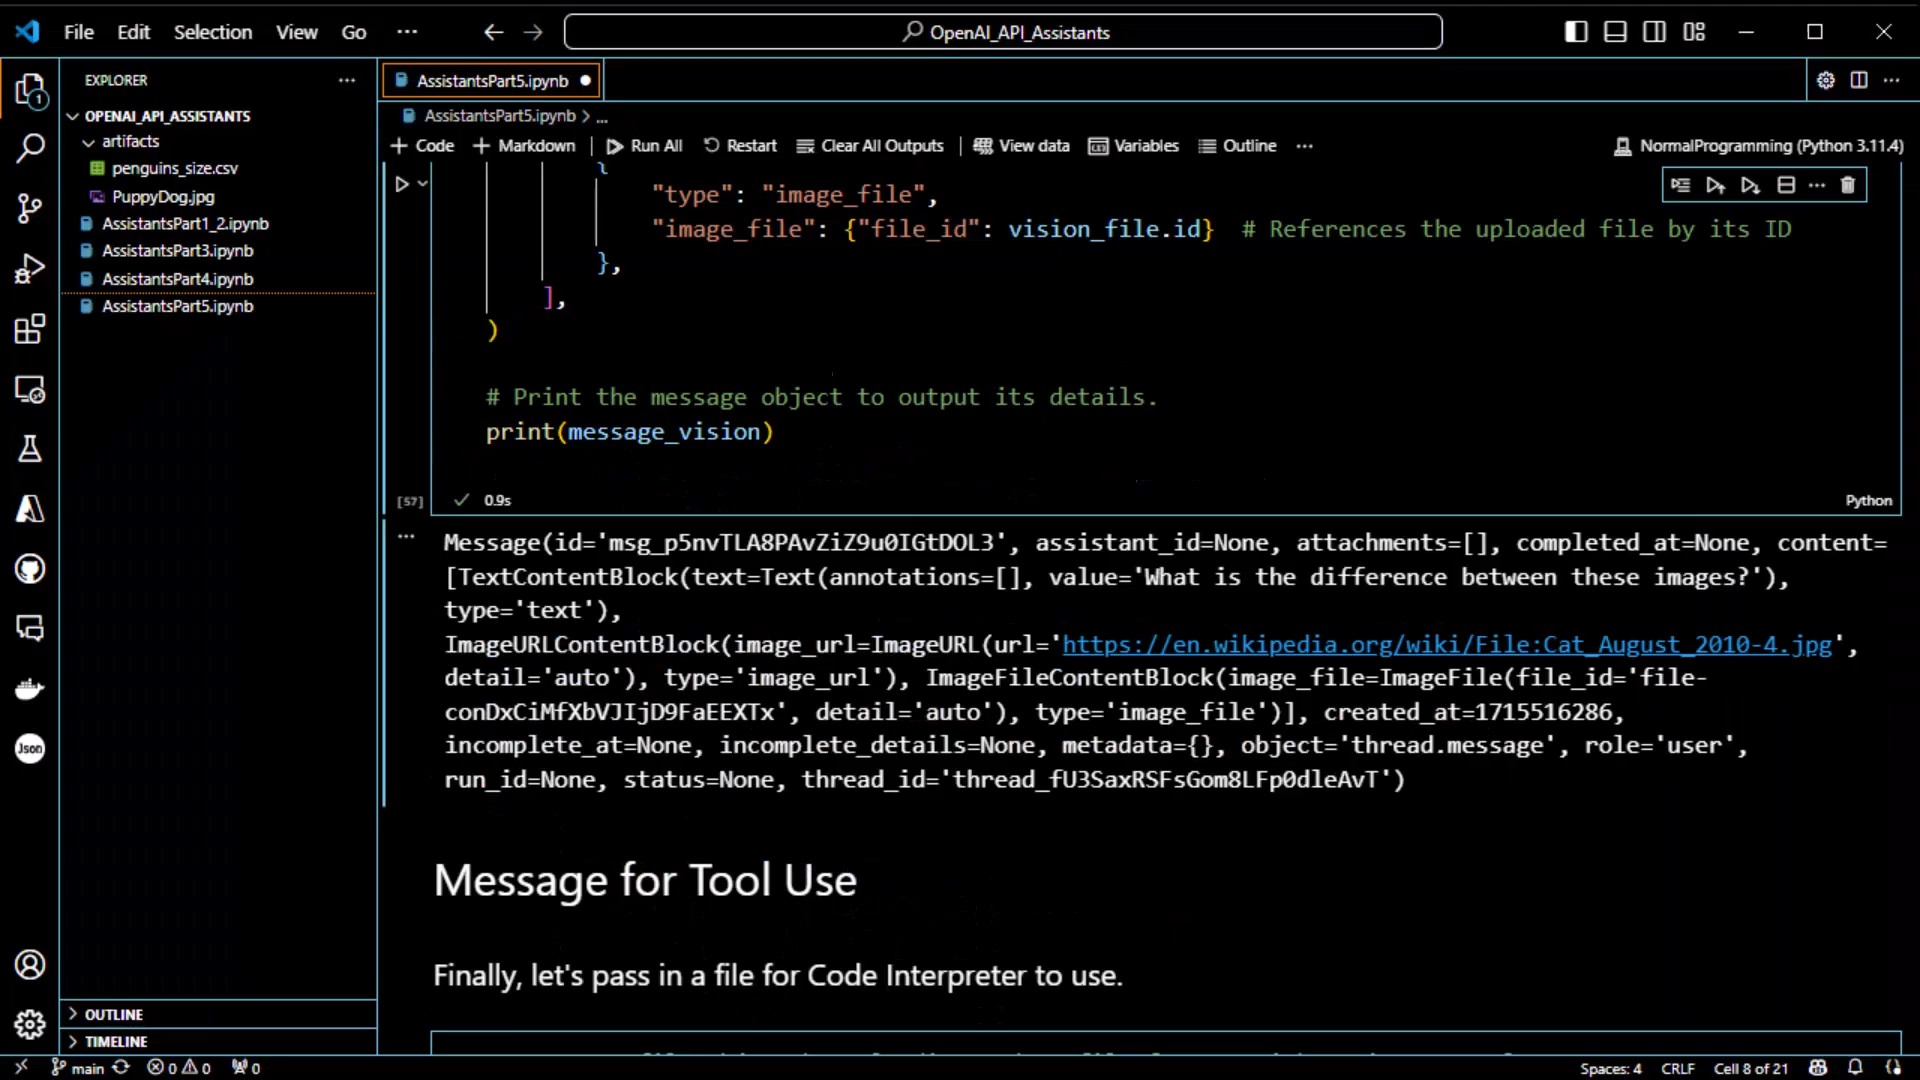 File Edit Selection View Go ··· OpenAI_API_Assistants
EXPLORER ···
OPENAI_API_ASSISTANTS
artifacts
penguins_size.csv
PuppyDog.jpg
AssistantsPart1_2.ipynb
AssistantsPart3.ipynb
AssistantsPart4.ipynb
AssistantsPart5.ipynb
OUTLINE
TIMELINE
1
Json
AssistantsPart5.ipynb
AssistantsPart5.ipynb > ...
+ Code + Markdown Run All Restart Clear All Outputs View data Variables Outline ··· NormalProgramming (Python 3.11.4)
{
"type": "image_file",
"image_file": {"file_id": vision_file.id} # References the uploaded file by its ID
},
],
)
# Print the message object to output its details.
print(message_vision)
[57] 0.9s Python
Message(id='msg_p5nvTLA8PAvZiZ9u0IGtDOL3', assistant_id=None, attachments=[], completed_at=None, content=
[TextContentBlock(text=Text(annotations=[], value='What is the difference between these images?'),
type='text'),
ImageURLContentBlock(image_url=ImageURL(url='https://en.wikipedia.org/wiki/File:Cat_August_2010-4.jpg',
detail='auto'), type='image_url'), ImageFileContentBlock(image_file=ImageFile(file_id='file-
conDxCiMfXbVJIjD9FaEEXTx', detail='auto'), type='image_file')], created_at=1715516286,
incomplete_at=None, incomplete_details=None, metadata={}, object='thread.message', role='user',
run_id=None, status=None, thread_id='thread_fU3SaxRSFsGom8LFp0dleAvT')
Message for Tool Use
Finally, let's pass in a file for Code Interpreter to use.
main 0 0 0 Spaces: 4 CRLF Cell 8 of 21